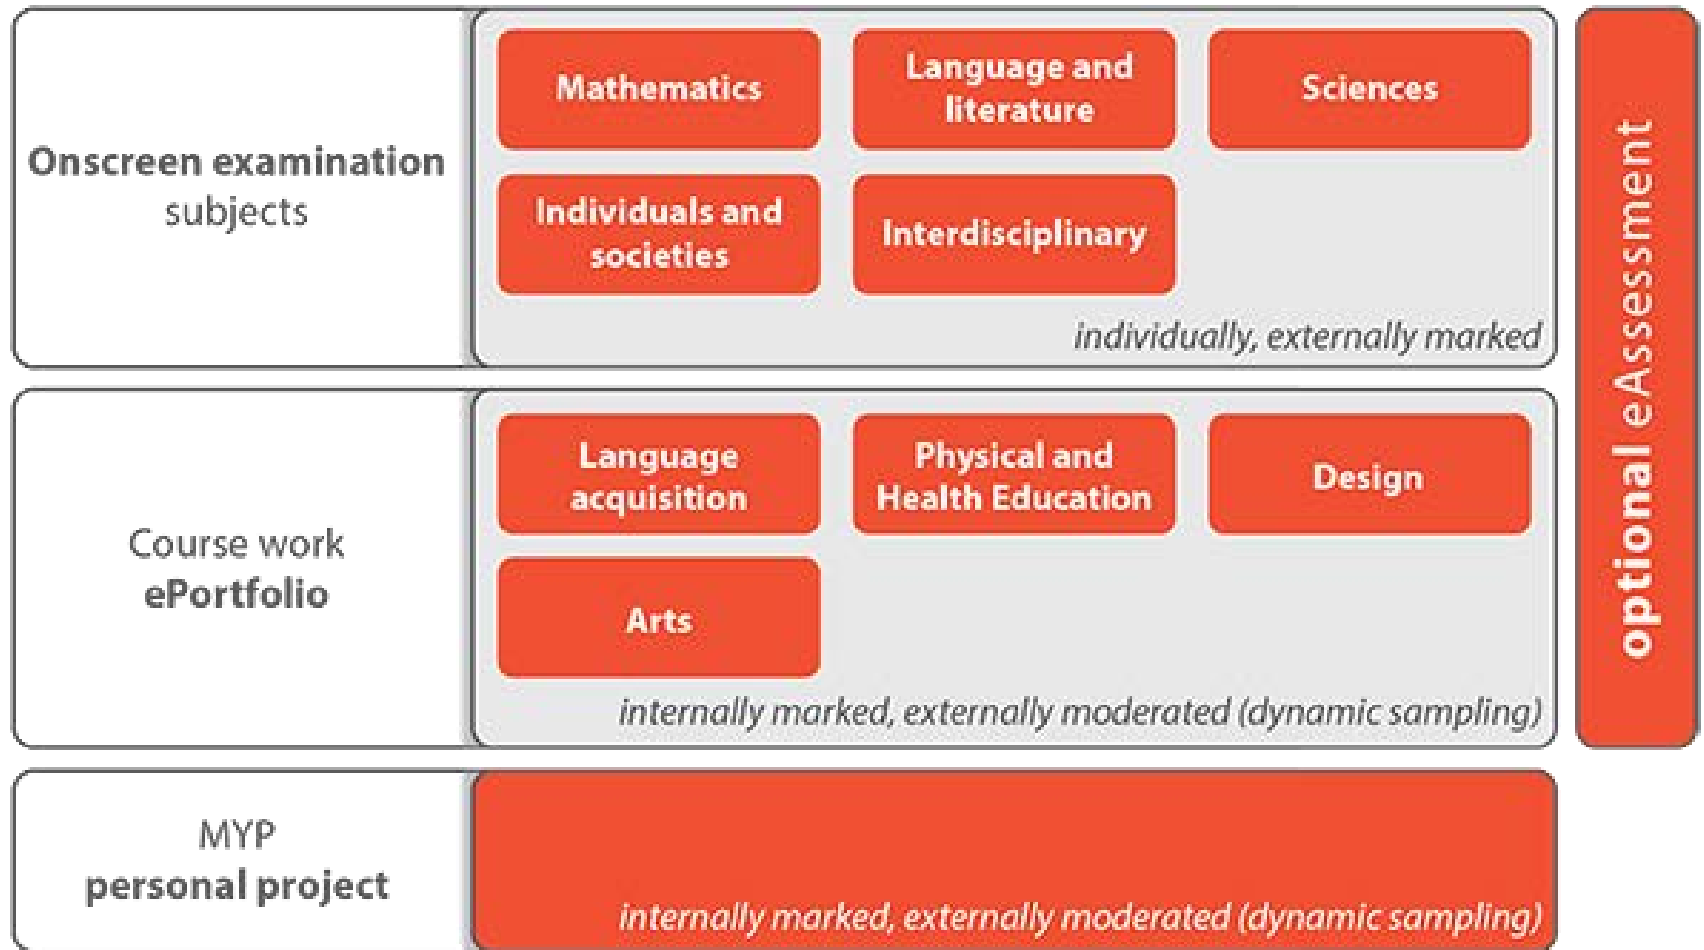 Onscreen examination
subjects
Mathematics
Language and
literature
Sciences
Individuals and
societies
Interdisciplinary
individually, externally marked
Course work
ePortfolio
Language
acquisition
Physical and
Health Education
Design
Arts
internally marked, externally moderated (dynamic sampling)
MYP
personal project
internally marked, externally moderated (dynamic sampling)
optional eAssessment